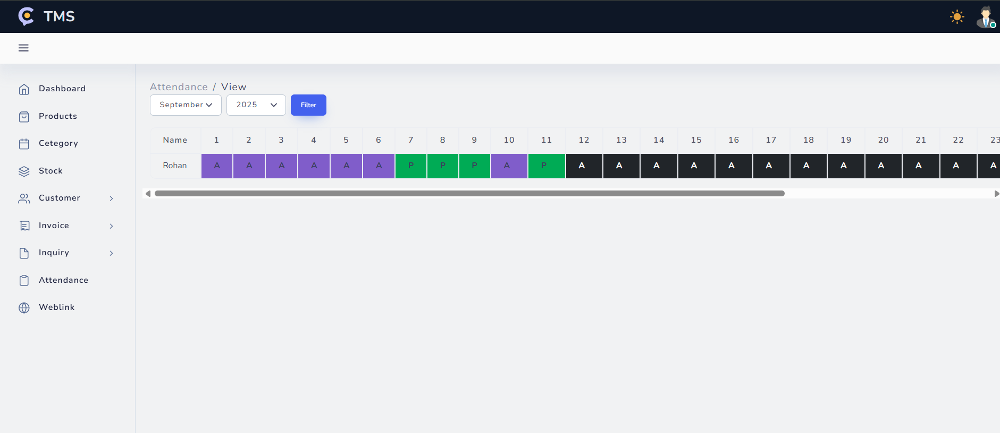 TMS
Dashboard
Products
Cetegory
Stock
Customer
Invoice
Inquiry
Attendance
Weblink
Attendance / View
September 2025 Filter
Name 1 2 3 4 5 6 7 8 9 10 11 12 13 14 15 16 17 18 19 20 21 22 23
Rohan A A A A A A P P P A P A A A A A A A A A A A A